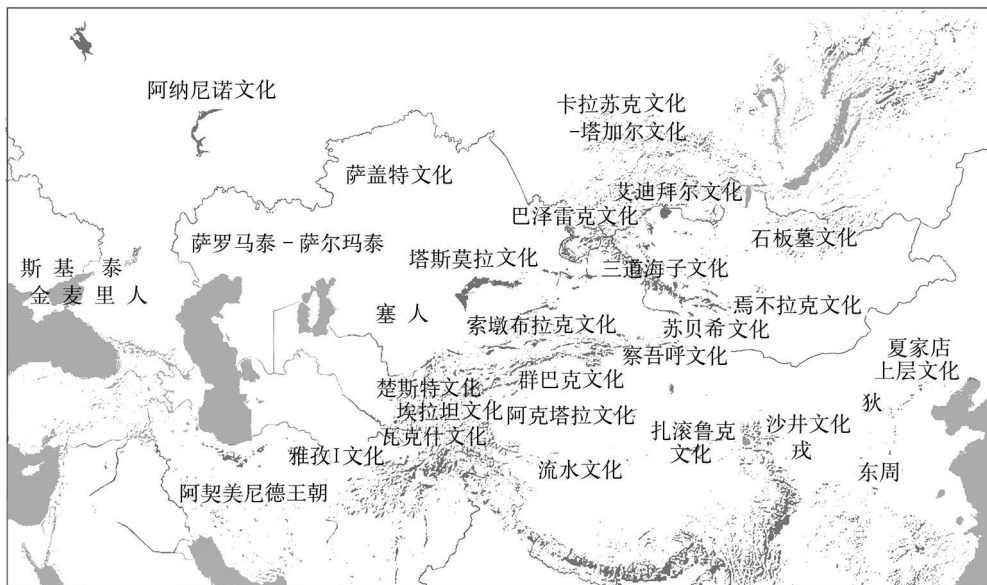 阿纳尼诺文化
卡拉苏克文化
-塔加尔文化
萨盖特文化
艾迪拜尔文化
巴泽雷克文化
石板墓文化
萨罗马泰-萨尔玛泰
塔斯莫拉文化
三道海子文化
斯基泰
金麦里人
焉不拉克文化
塞人
索墩布拉克文化
苏贝希文化
察吾呼文化
夏家店
上层文化
群巴克文化
楚斯特文化
狄
埃拉坦文化
阿克塔拉文化
扎滚鲁克
文化
沙井文化
瓦克什文化
戎
雅孜I文化
流水文化
东周
阿契美尼德王朝